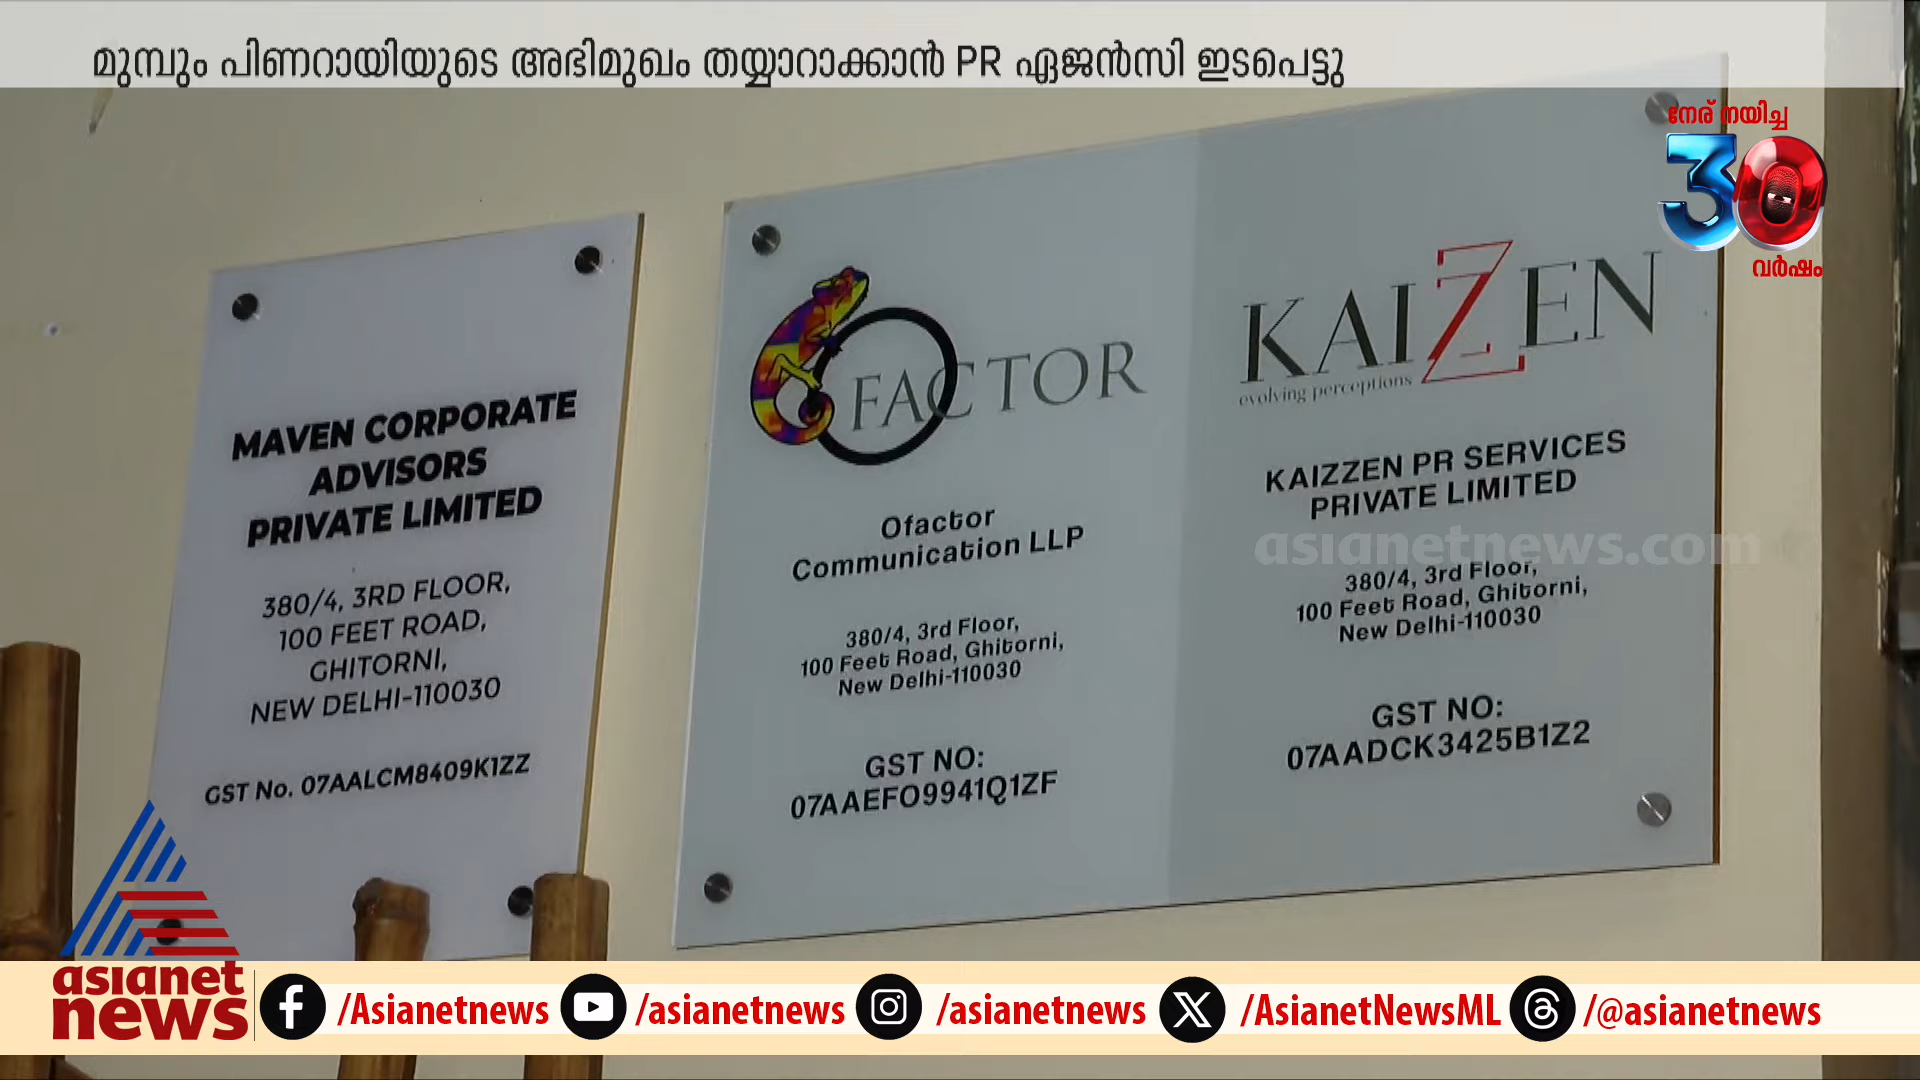 മുമ്പും പിണറായിയുടെ അഭിമുഖം തയ്യാറാക്കാൻ PR ഏജൻസി ഇടപെട്ടു
നേര് നയിച്ച
30
വർഷം
MAVEN CORPORATE
ADVISORS
PRIVATE LIMITED
380/4, 3RD FLOOR,
100 FEET ROAD,
GHITORNI,
NEW DELHI-110030
GST No. 07AALCM8409K1ZZ
O FACTOR
Ofactor
Communication LLP
380/4, 3rd Floor,
100 Feet Road, Ghitorni,
New Delhi-110030
GST NO:
07AAEFO9941Q1ZF
KAIZZEN
evolving perceptions
KAIZZEN PR SERVICES
PRIVATE LIMITED
asianetnews.com
380/4, 3rd Floor,
100 Feet Road, Ghitorni,
New Delhi-110030
GST NO:
07AADCK3425B1Z2
asianet
news
/Asianetnews /asianetnews /asianetnews /AsianetNewsML /@asianetnews